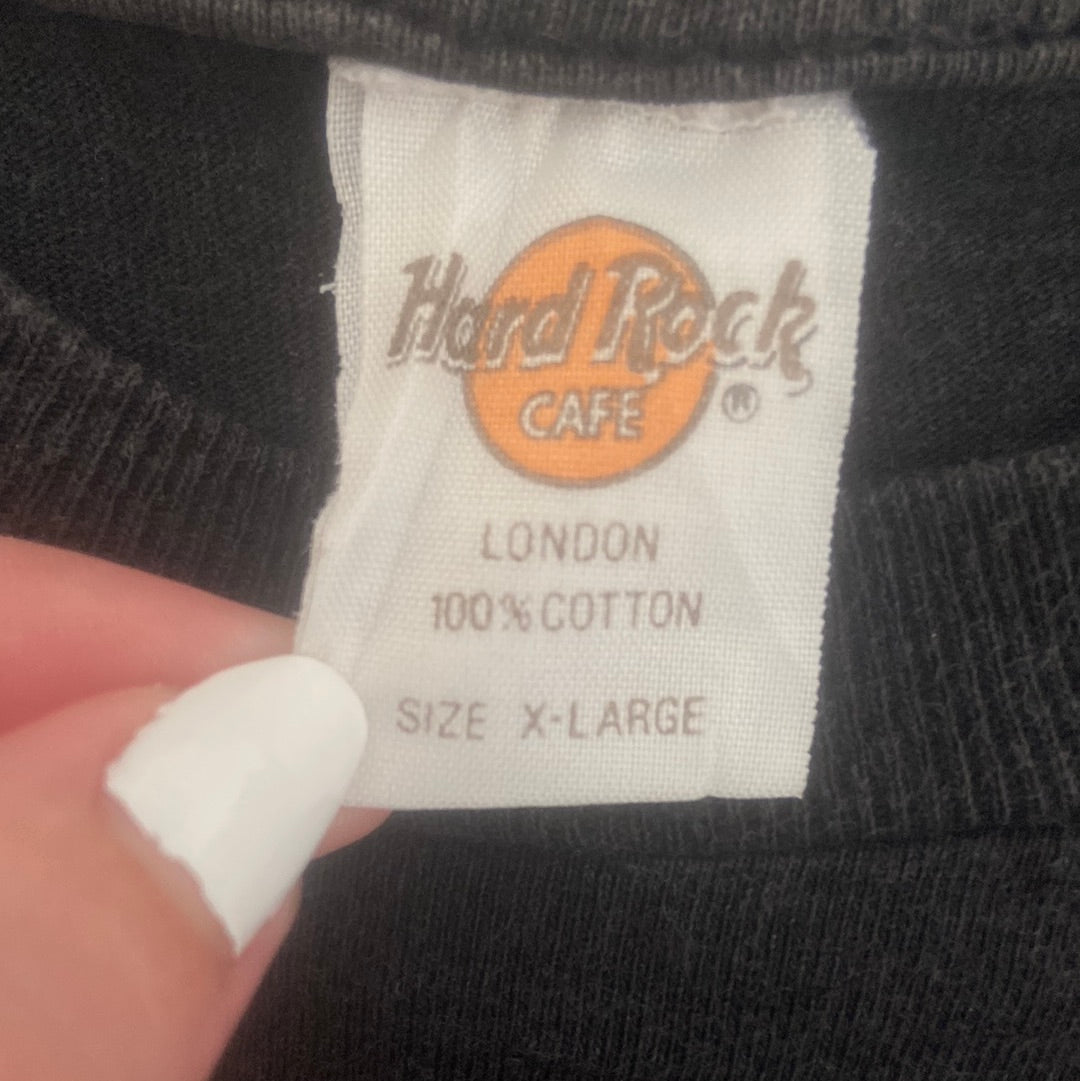 Hard Rock
CAFE
®
LONDON
100% COTTON
SIZE X-LARGE